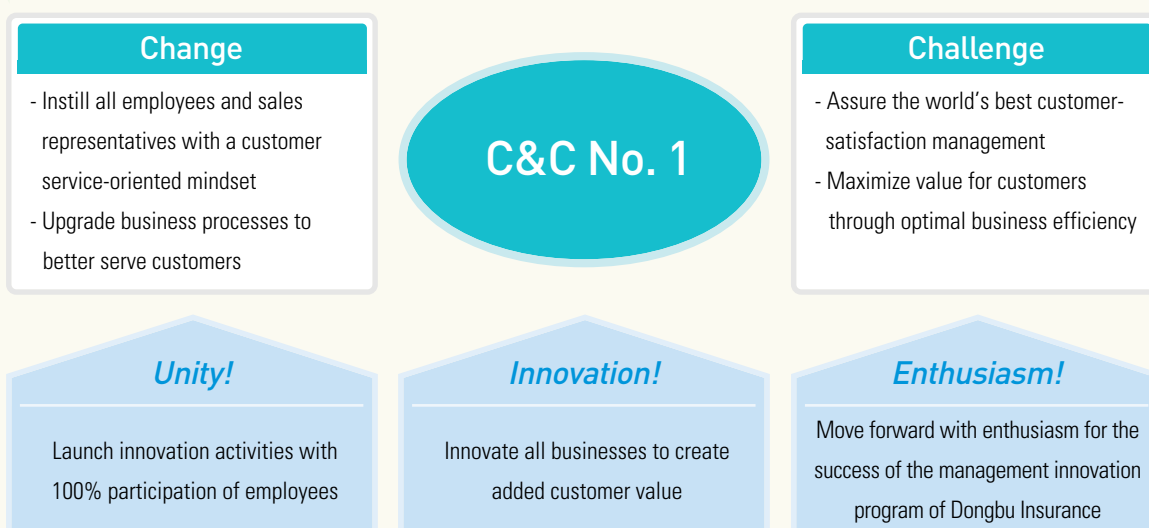 Change
- Instill all employees and sales
representatives with a customer
service-oriented mindset
- Upgrade business processes to
better serve customers
C&C No. 1
Challenge
- Assure the world's best customer-
satisfaction management
- Maximize value for customers
through optimal business efficiency
Unity!
Launch innovation activities with
100% participation of employees
Innovation!
Innovate all businesses to create
added customer value
Enthusiasm!
Move forward with enthusiasm for the
success of the management innovation
program of Dongbu Insurance